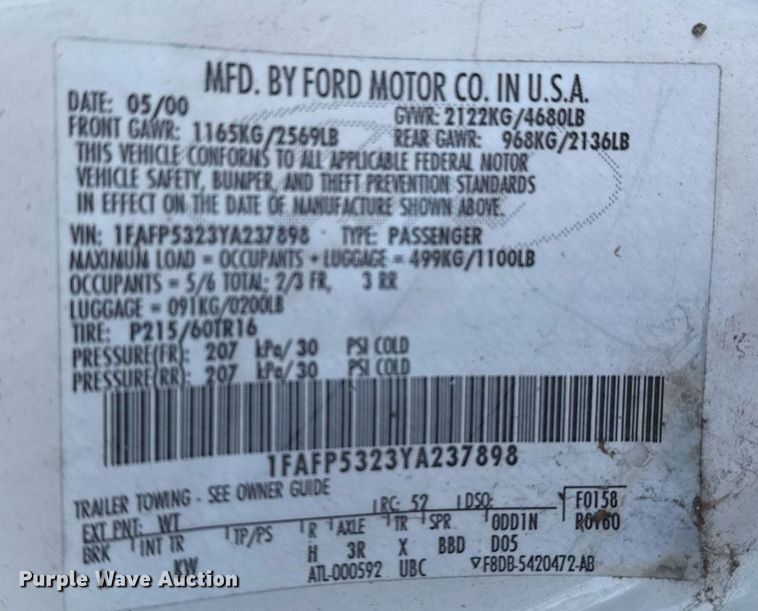 MFD. BY FORD MOTOR CO. IN U.S.A.
DATE: 05/00 GVWR: 2122KG/4680LB
FRONT GAWR: 1165KG/2569LB REAR GAWR: 968KG/2136LB
THIS VEHICLE CONFORMS TO ALL APPLICABLE FEDERAL MOTOR
VEHICLE SAFETY, BUMPER, AND THEFT PREVENTION STANDARDS
IN EFFECT ON THE DATE OF MANUFACTURE SHOWN ABOVE.
VIN: 1FAFP5323YA237898 TYPE: PASSENGER
MAXIMUM LOAD = OCCUPANTS + LUGGAGE = 499KG/1100LB
OCCUPANTS = 5/6 TOTAL: 2/3 FR, 3 RR
LUGGAGE = 091KG/0200LB
TIRE: P215/60TR16
PRESSURE(FR): 207 kPa/30 PSI COLD
PRESSURE(RR): 207 kPa/30 PSI COLD
1FAFP5323YA237898
TRAILER TOWING - SEE OWNER GUIDE
EXT PNT: WT RC: 52 DSO: F0158
BRK INT TR TP/PS R AXLE TR SPR ODD1N R0160
KW H 3R X BBD D05
ATL-000592 UBC ▽F8DB-5420472-AB
Purple Wave Auction